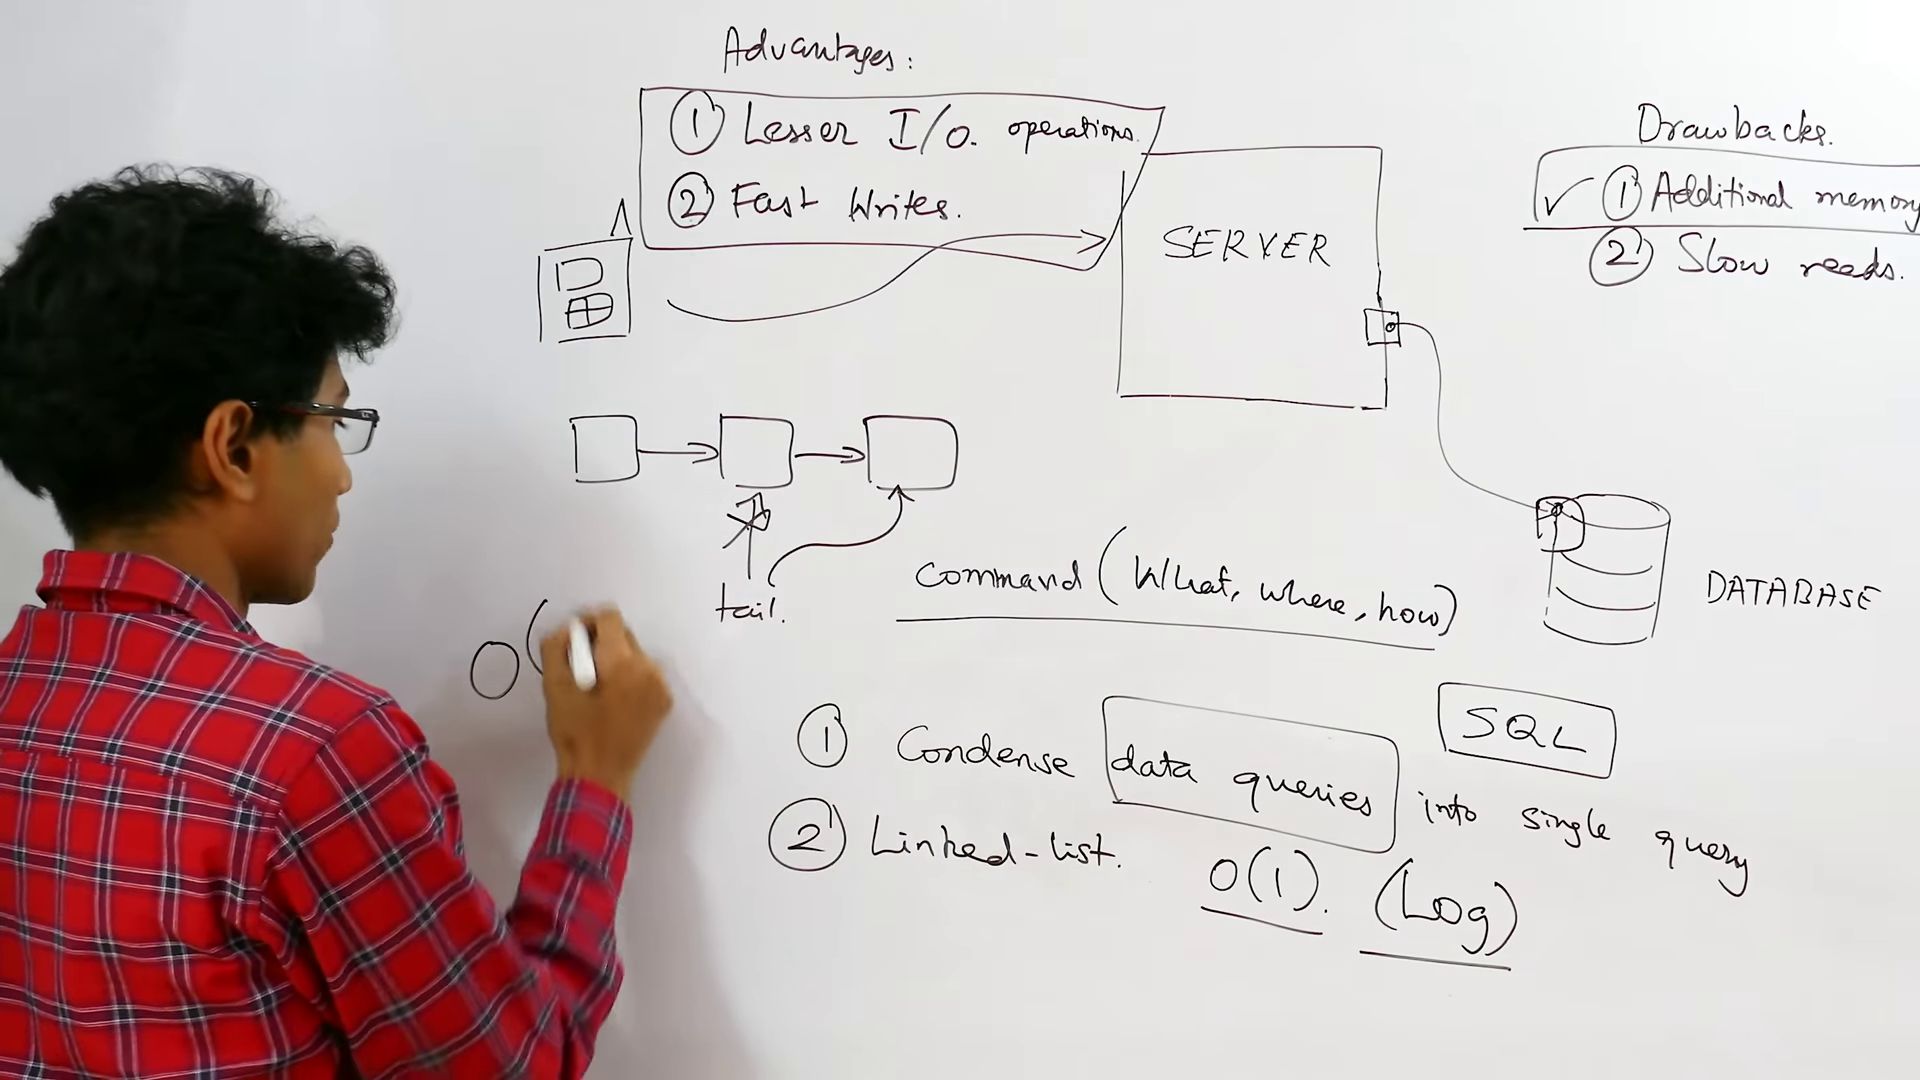 Advantages:
① Lesser I/O. operations.
② Fast Writes.
SERVER
Drawbacks.
✓ ① Additional memory
② Slow reads.
tail.
Command (What, where, how)
DATABASE
O(
SQL
① Condense data queries into single query
② Linked-list. O(1). (Log)